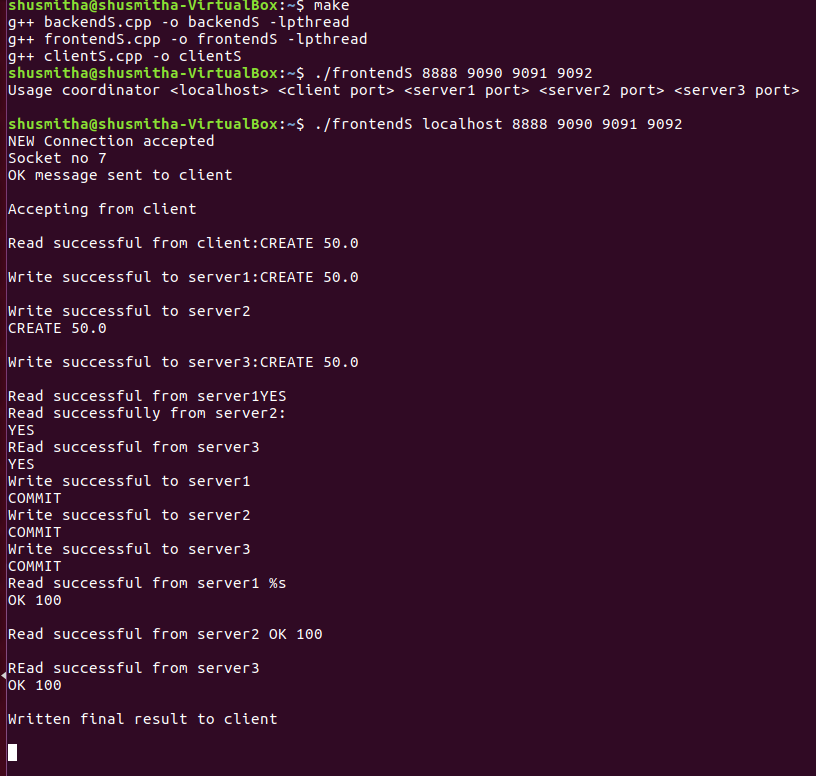 shusmitha@shusmitha-VirtualBox:~$ make
g++ backendS.cpp -o backendS -lpthread
g++ frontendS.cpp -o frontendS -lpthread
g++ clientS.cpp -o clientS
shusmitha@shusmitha-VirtualBox:~$ ./frontendS 8888 9090 9091 9092
Usage coordinator <localhost> <client port> <server1 port> <server2 port> <server3 port>
shusmitha@shusmitha-VirtualBox:~$ ./frontendS localhost 8888 9090 9091 9092
NEW Connection accepted
Socket no 7
OK message sent to client
Accepting from client
Read successful from client:CREATE 50.0
Write successful to server1:CREATE 50.0
Write successful to server2
CREATE 50.0
Write successful to server3:CREATE 50.0
Read successful from server1YES
Read successfully from server2:
YES
REad successful from server3
YES
Write successful to server1
COMMIT
Write successful to server2
COMMIT
Write successful to server3
COMMIT
Read successful from server1 %s
OK 100
Read successful from server2 OK 100
REad successful from server3
OK 100
Written final result to client